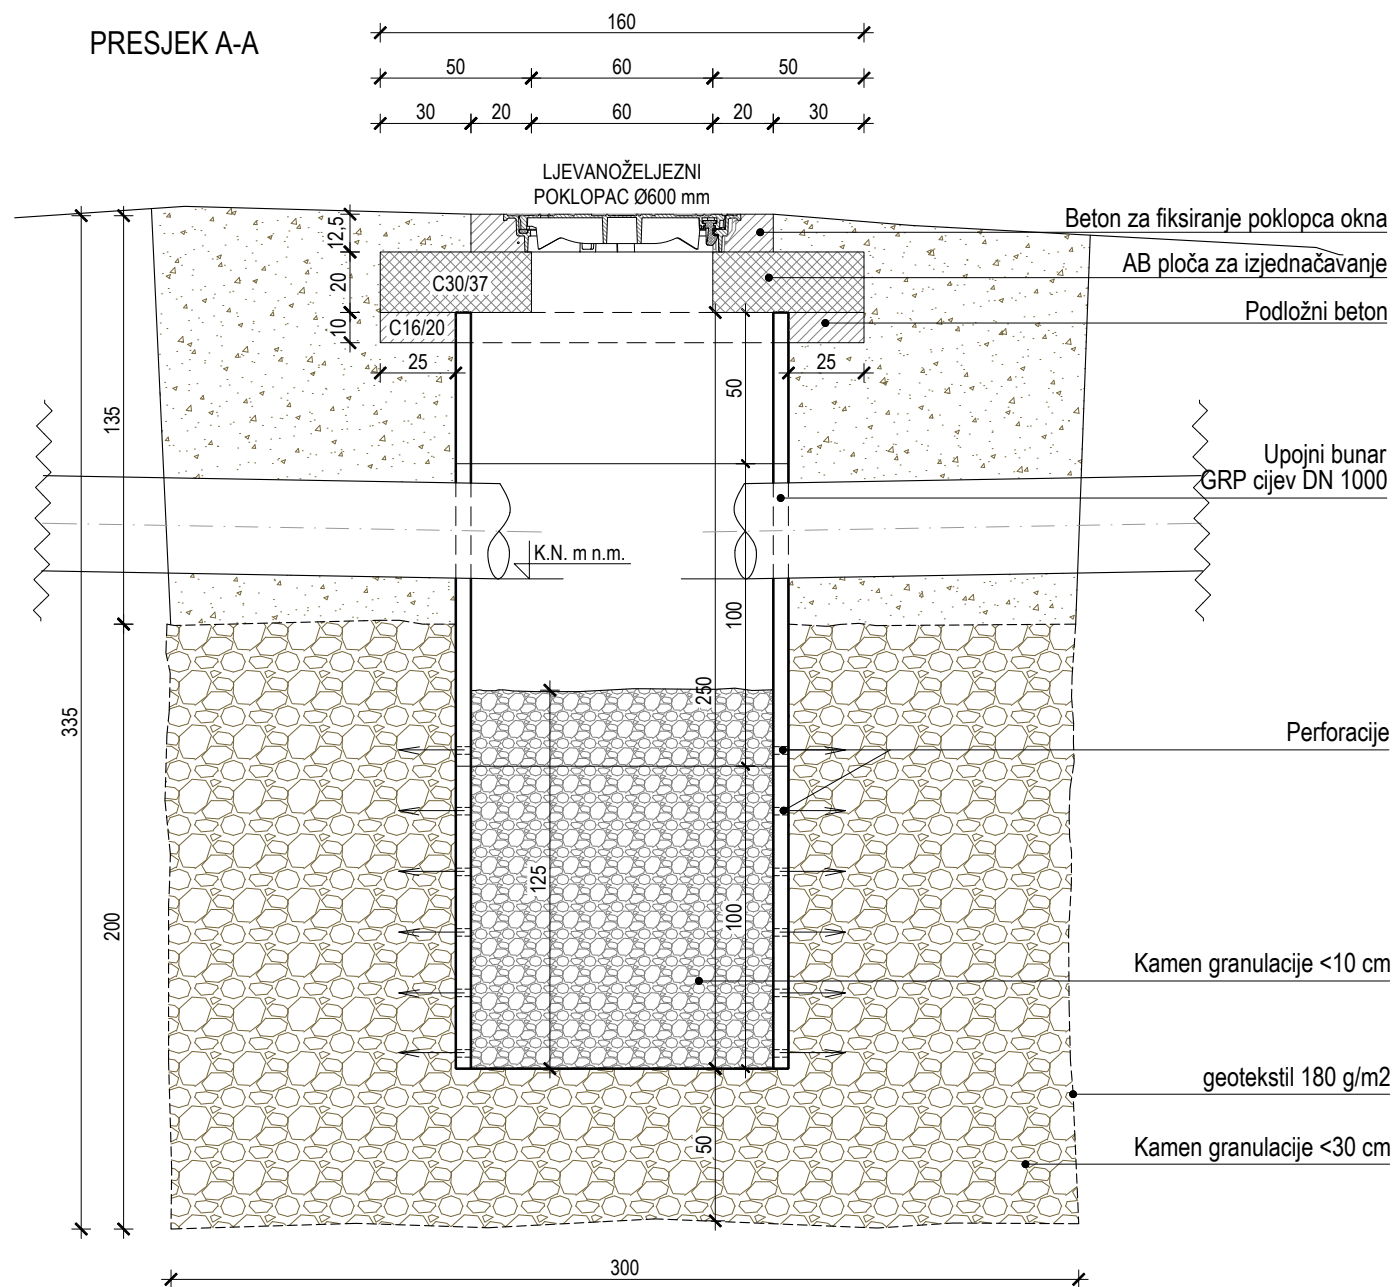 PRESJEK A-A
160
50 60 50
30 20 60 20 30
LJEVANOŽELJEZNI
POKLOPAC Ø600 mm
12,5
Beton za fiksiranje poklopca okna
AB ploča za izjednačavanje
20
C30/37
Podložni beton
10
C16/20
25
25
50
135
Upojni bunar
GRP cijev DN 1000
K.N. m n.m.
100
250
335
Perforacije
125
100
200
Kamen granulacije <10 cm
geotekstil 180 g/m2
50
Kamen granulacije <30 cm
300